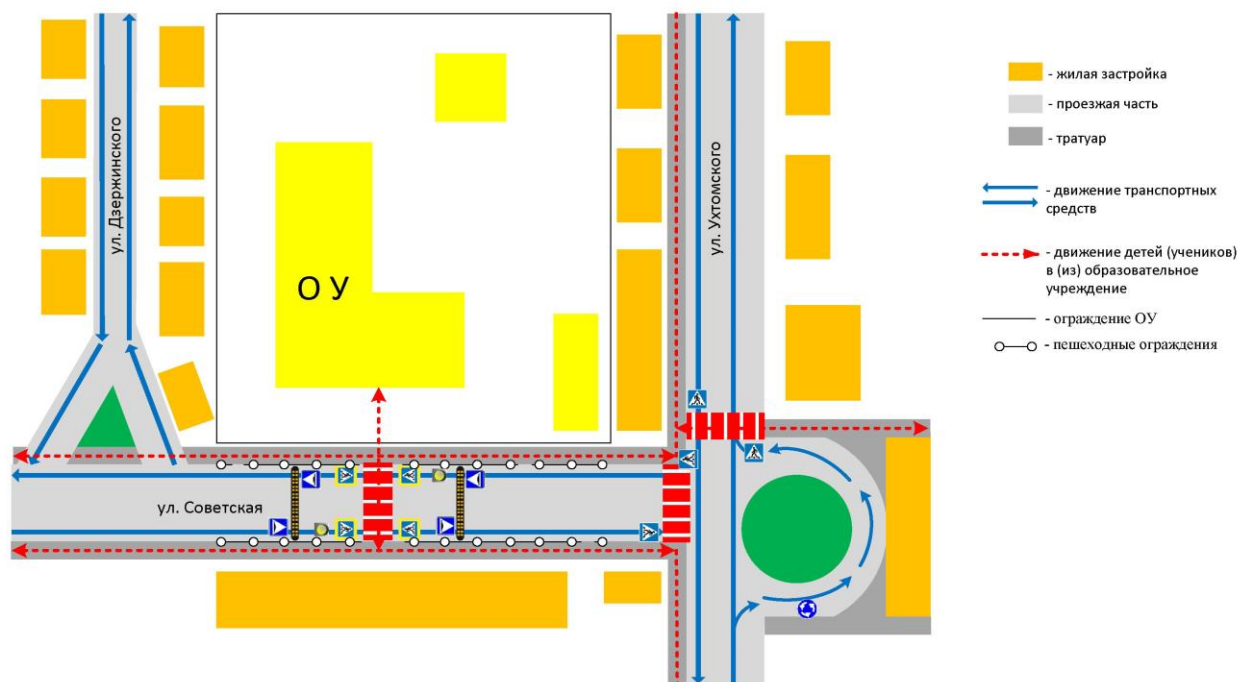 ул. Дзержинского
О У
ул. Ухтомского
ул. Советская
- жилая застройка
- проезжая часть
- тратуар
- движение транспортных
средств
- движение детей (учеников)
в (из) образовательное
учреждение
- ограждение ОУ
- пешеходные ограждения